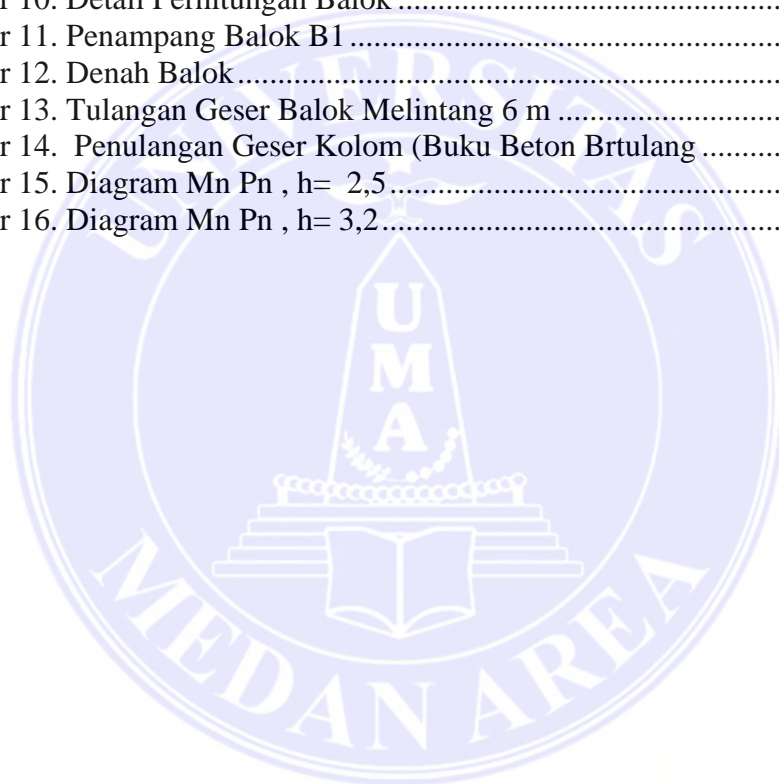 r 10. Detail Perhitungan Balok ..........................................................
r 11. Penampang Balok B1 ................................................................
r 12. Denah Balok ...............................................................................
r 13. Tulangan Geser Balok Melintang 6 m ................................
r 14.  Penulangan Geser Kolom (Buku Beton Brtulang ...........
r 15. Diagram Mn Pn , h=  2,5 .........................................................
r 16. Diagram Mn Pn , h= 3,2 ..........................................................
UNIVERSITAS
UMA
MEDAN AREA